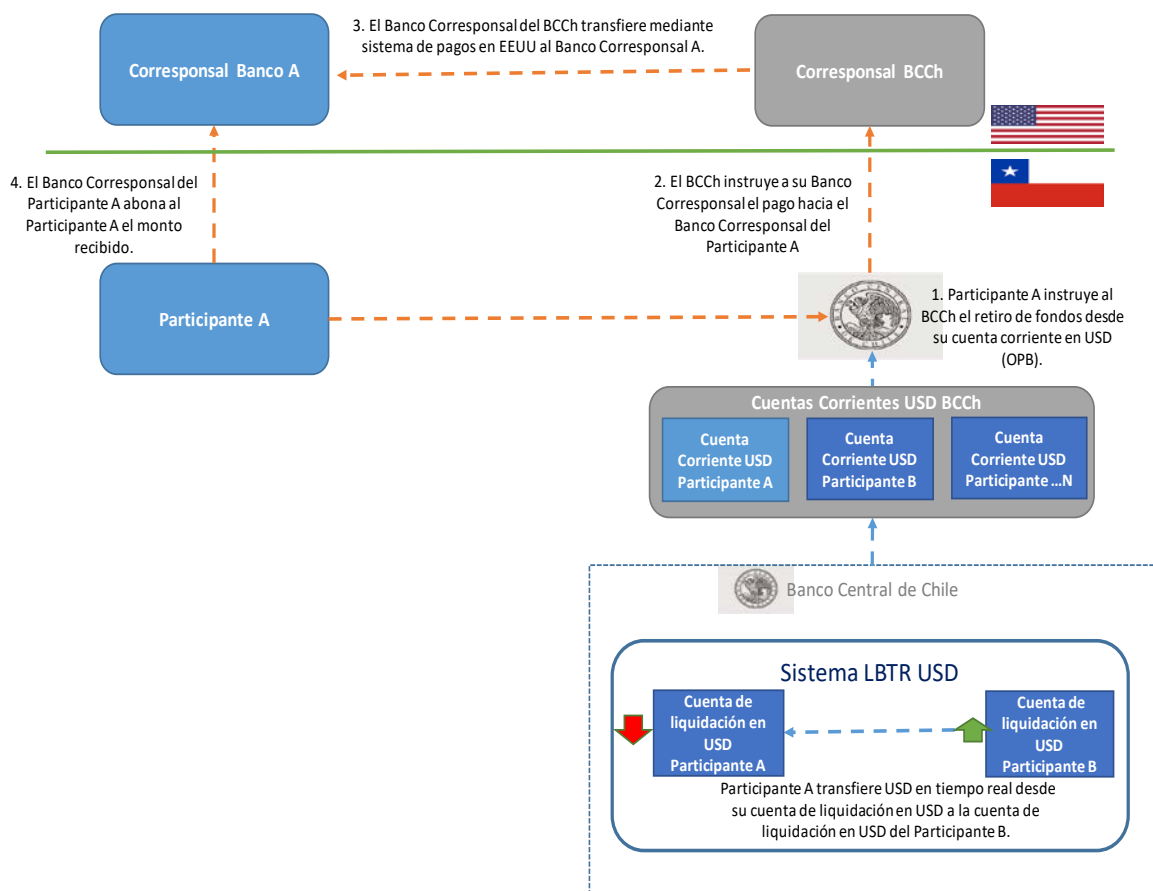 3. El Banco Corresponsal del BCCh transfiere mediante
sistema de pagos en EEUU al Banco Corresponsal A.
Corresponsal Banco A
Corresponsal BCCh
4. El Banco Corresponsal del
Participante A abona al
Participante A el monto
recibido.
2. El BCCh instruye a su Banco
Corresponsal el pago hacia el
Banco Corresponsal del
Participante A
Participante A
1. Participante A instruye al
BCCh el retiro de fondos desde
su cuenta corriente en USD
(OPB).
Cuentas Corrientes USD BCCh
Cuenta
Corriente USD
Participante A
Cuenta
Corriente USD
Participante B
Cuenta
Corriente USD
Participante ...N
Banco Central de Chile
Sistema LBTR USD
Cuenta de
liquidación en
USD
Participante A
Cuenta de
liquidación en
USD
Participante B
Participante A transfiere USD en tiempo real desde
su cuenta de liquidación en USD a la cuenta de
liquidación en USD del Participante B.